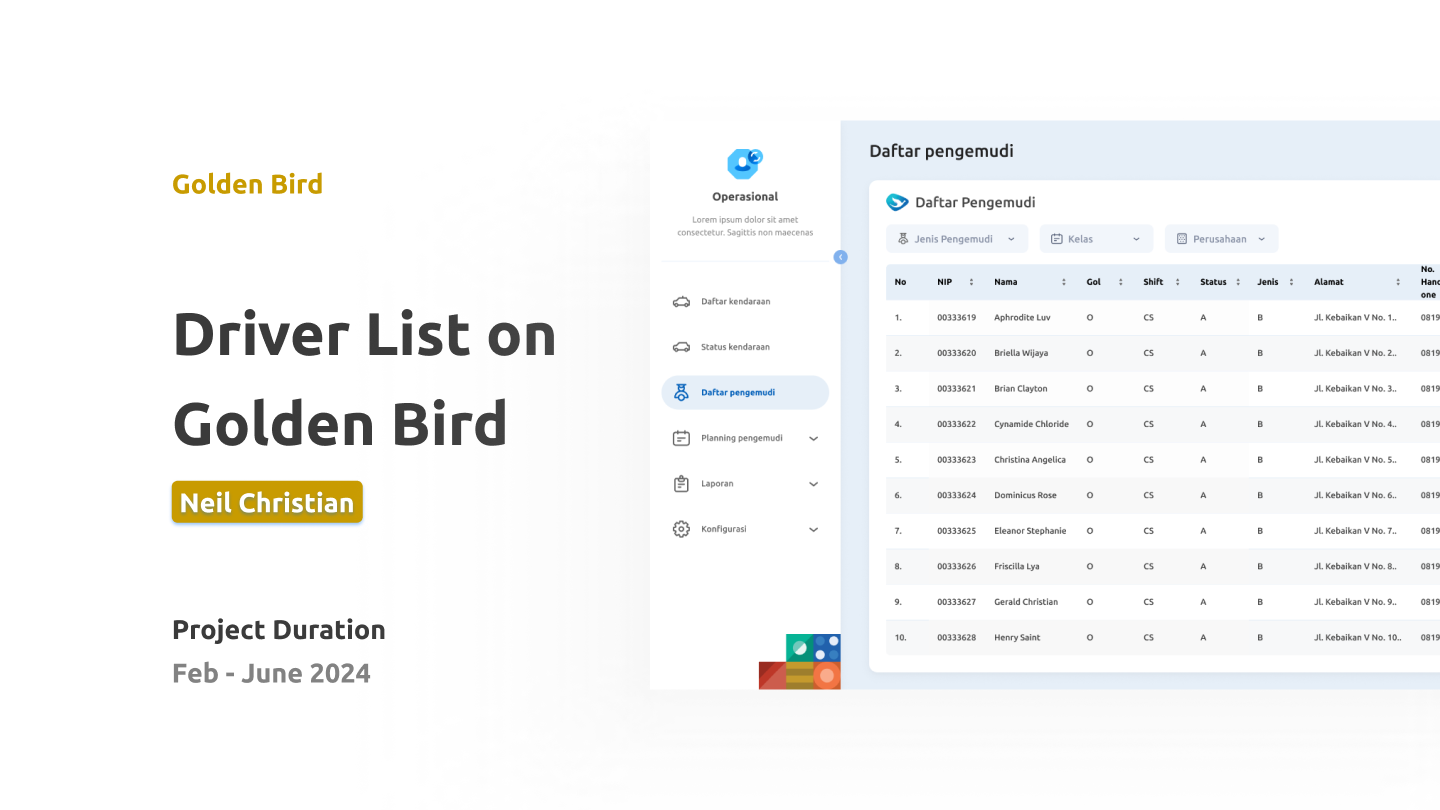 Golden Bird
Driver List on
Golden Bird
Neil Christian
Project Duration
Feb - June 2024
Operasional
Lorem ipsum dolor sit amet
consectetur. Sagittis non maecenas
Daftar kendaraan
Status kendaraan
Daftar pengemudi
Planning pengemudi
Laporan
Konfigurasi
Daftar pengemudi
Daftar Pengemudi
Jenis Pengemudi Kelas Perusahaan
No NIP Nama Gol Shift Status Jenis Alamat No.
Hand
one
1. 00333619 Aphrodite Luv O CS A B Jl. Kebaikan V No. 1.. 0819
2. 00333620 Briella Wijaya O CS A B Jl. Kebaikan V No. 2.. 0819
3. 00333621 Brian Clayton O CS A B Jl. Kebaikan V No. 3.. 0819
4. 00333622 Cynamide Chloride O CS A B Jl. Kebaikan V No. 4.. 0819
5. 00333623 Christina Angelica O CS A B Jl. Kebaikan V No. 5.. 0819
6. 00333624 Dominicus Rose O CS A B Jl. Kebaikan V No. 6.. 0819
7. 00333625 Eleanor Stephanie O CS A B Jl. Kebaikan V No. 7.. 0819
8. 00333626 Friscilla Lya O CS A B Jl. Kebaikan V No. 8.. 0819
9. 00333627 Gerald Christian O CS A B Jl. Kebaikan V No. 9.. 0819
10. 00333628 Henry Saint O CS A B Jl. Kebaikan V No. 10.. 0819